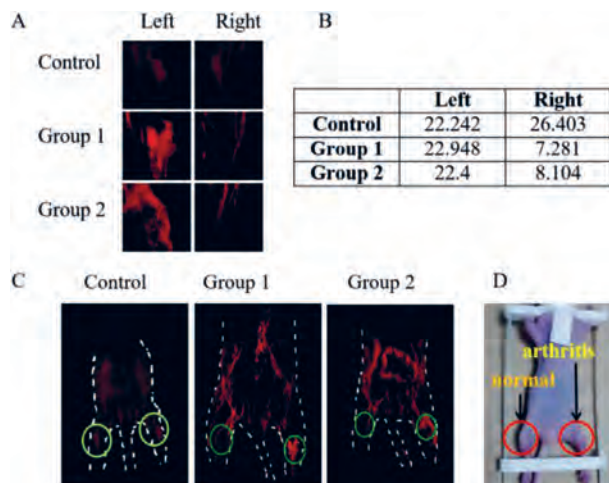 A
Left Right
Control
Group 1
Group 2
B
Left Right
Control 22.242 26.403
Group 1 22.948 7.281
Group 2 22.4 8.104
C
Control Group 1 Group 2
D
arthritis
normal